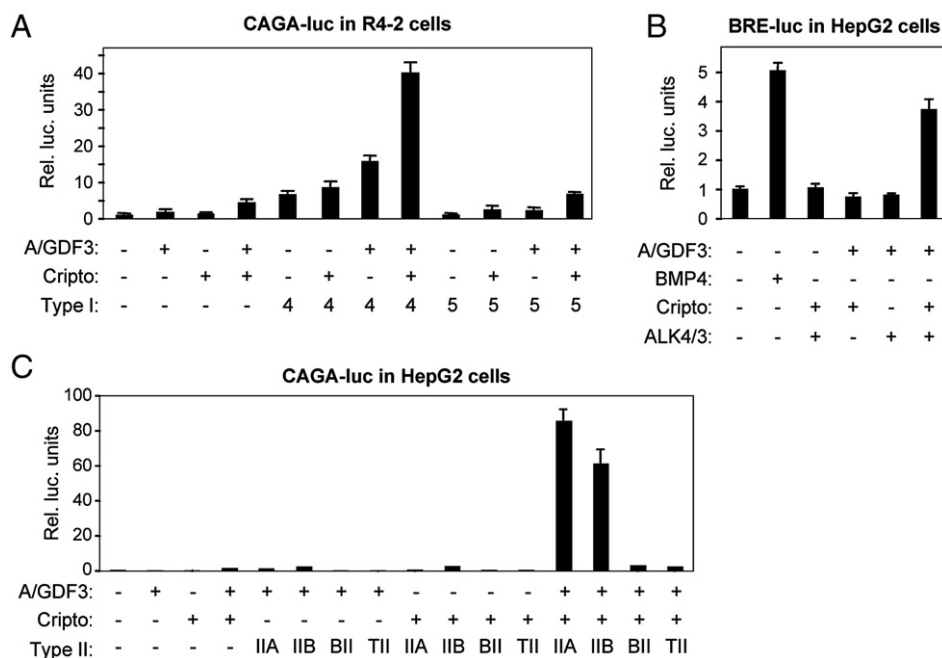 A
CAGA-luc in R4-2 cells
Rel. luc. units
40
30
20
10
0
A/GDF3: - + - + - - + + - - + +
Cripto: - - + + - + - + - + - +
Type I: - - - - 4 4 4 4 5 5 5 5
B
BRE-luc in HepG2 cells
Rel. luc. units
5
4
3
2
1
0
A/GDF3: - - - + + +
BMP4: - + - - - -
Cripto: - - + + - +
ALK4/3: - - + - + +
C
CAGA-luc in HepG2 cells
Rel. luc. units
100
80
60
40
20
0
A/GDF3: - + - + + + + + - - - - + + + +
Cripto: - - + + - - - - + + + + + + + +
Type II: - - - - IIA IIB BII TII IIA IIB BII TII IIA IIB BII TII